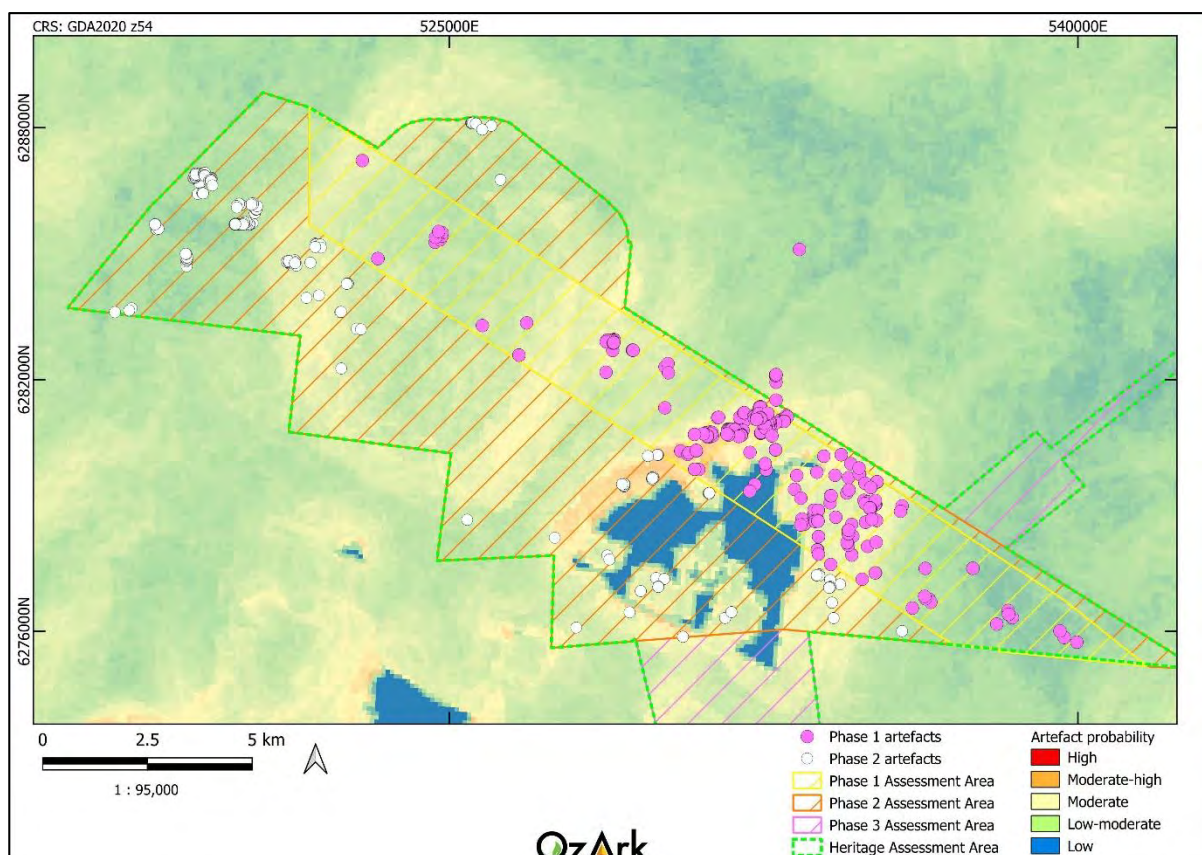 CRS: GDA2020 z54
525000E
540000E
6288000N
6282000N
6276000N
0 2.5 5 km
1 : 95,000
Phase 1 artefacts
Phase 2 artefacts
Phase 1 Assessment Area
Phase 2 Assessment Area
Phase 3 Assessment Area
Heritage Assessment Area
Artefact probability
High
Moderate-high
Moderate
Low-moderate
Low
OzArk